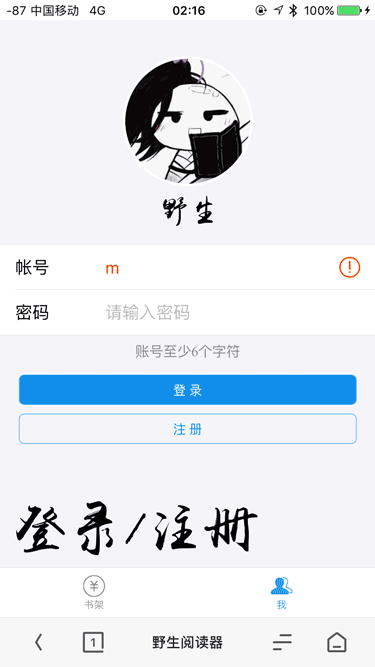 -87 中国移动 4G 02:16 100%
野生
帐号 m
密码 请输入密码
账号至少6个字符
登录
注册
登录/注册
书架 我
1 野生阅读器